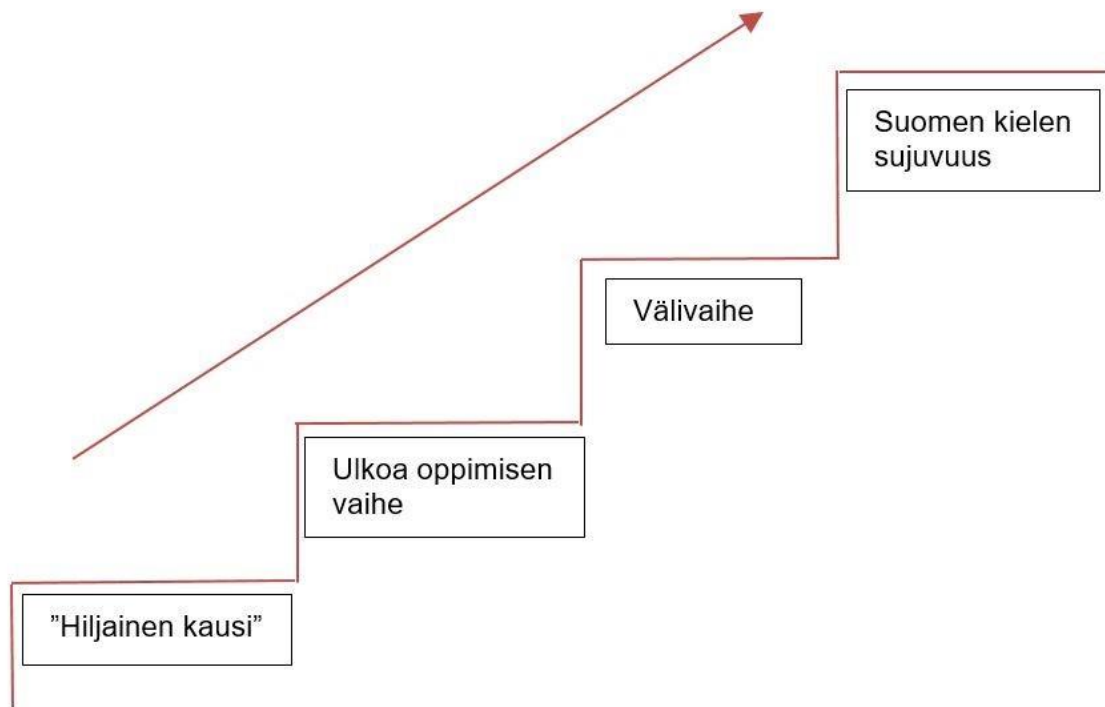 Suomen kielen
sujuvuus
Välivaihe
Ulkoa oppimisen
vaihe
”Hiljainen kausi”